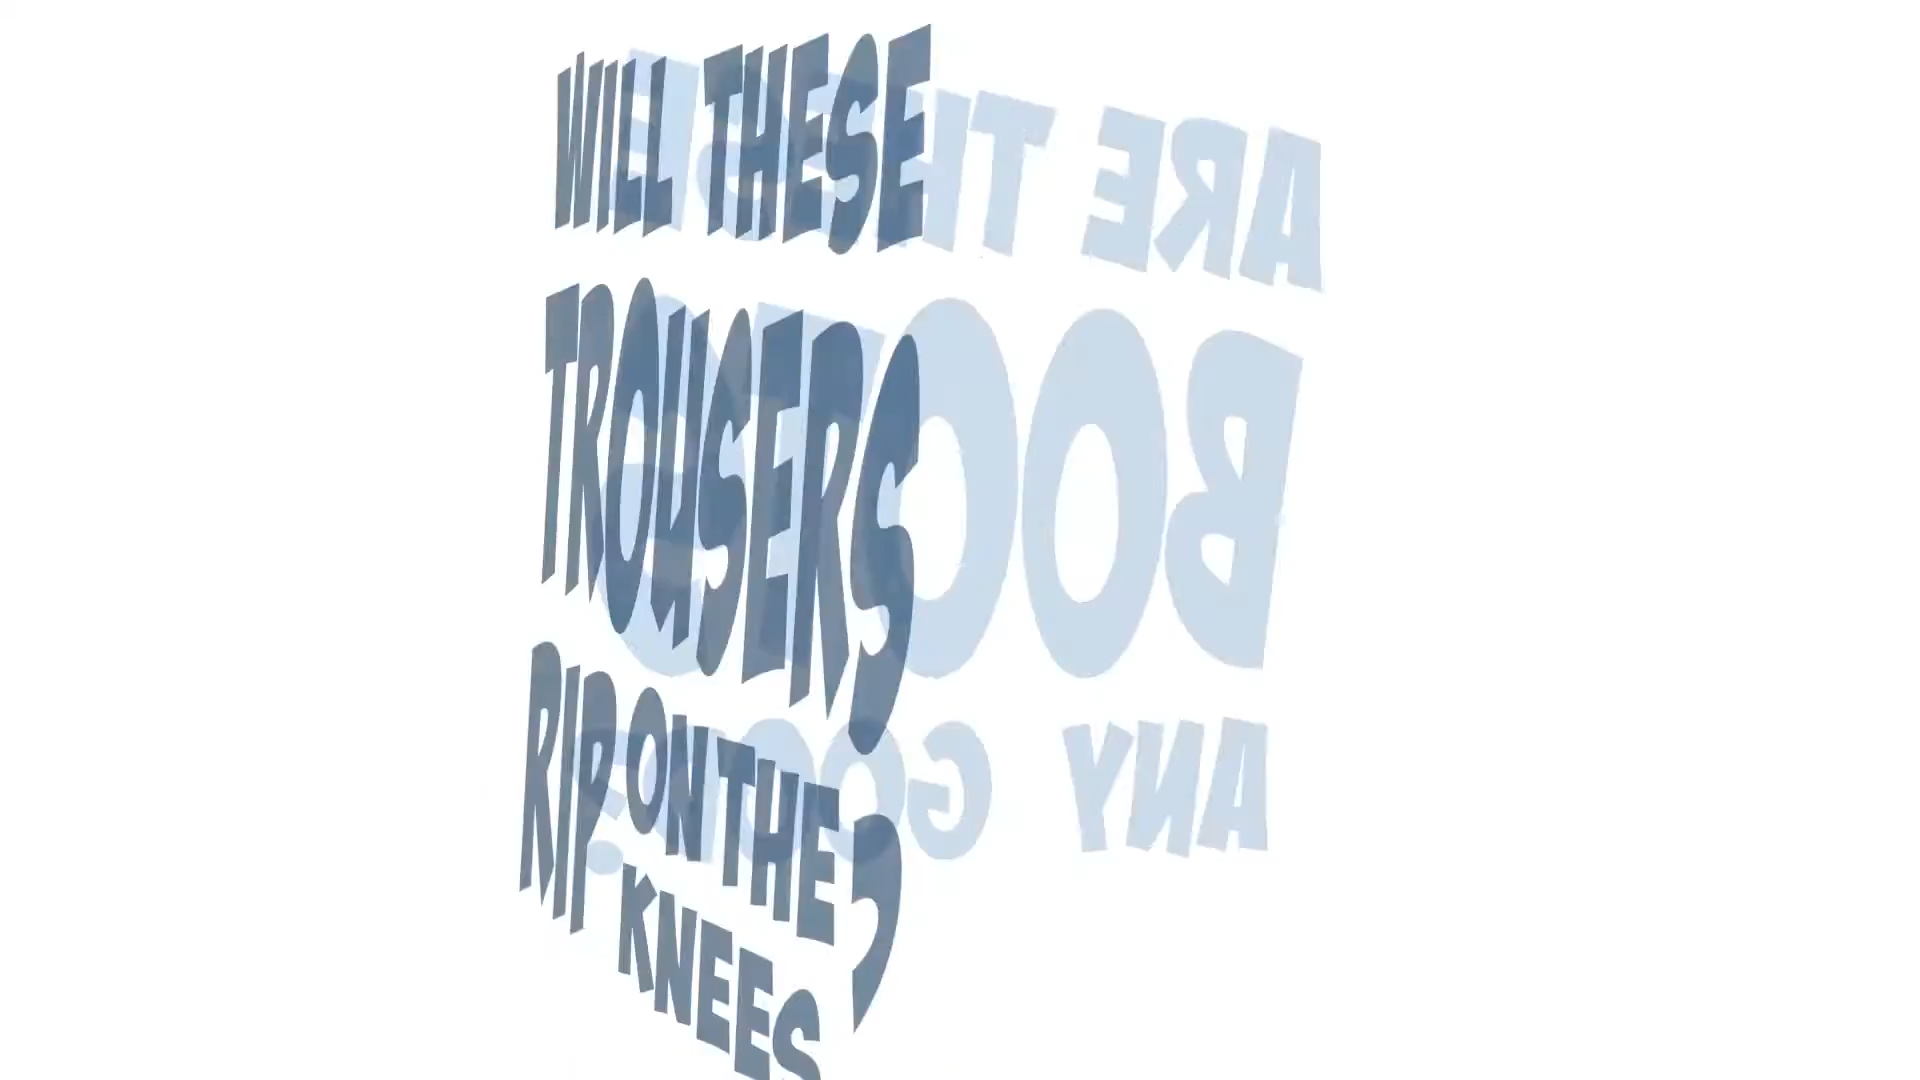 WILL THESE
TROUSERS
RIP ON THE
KNEES?
ARE THESE
BOOTS
ANY GOOD